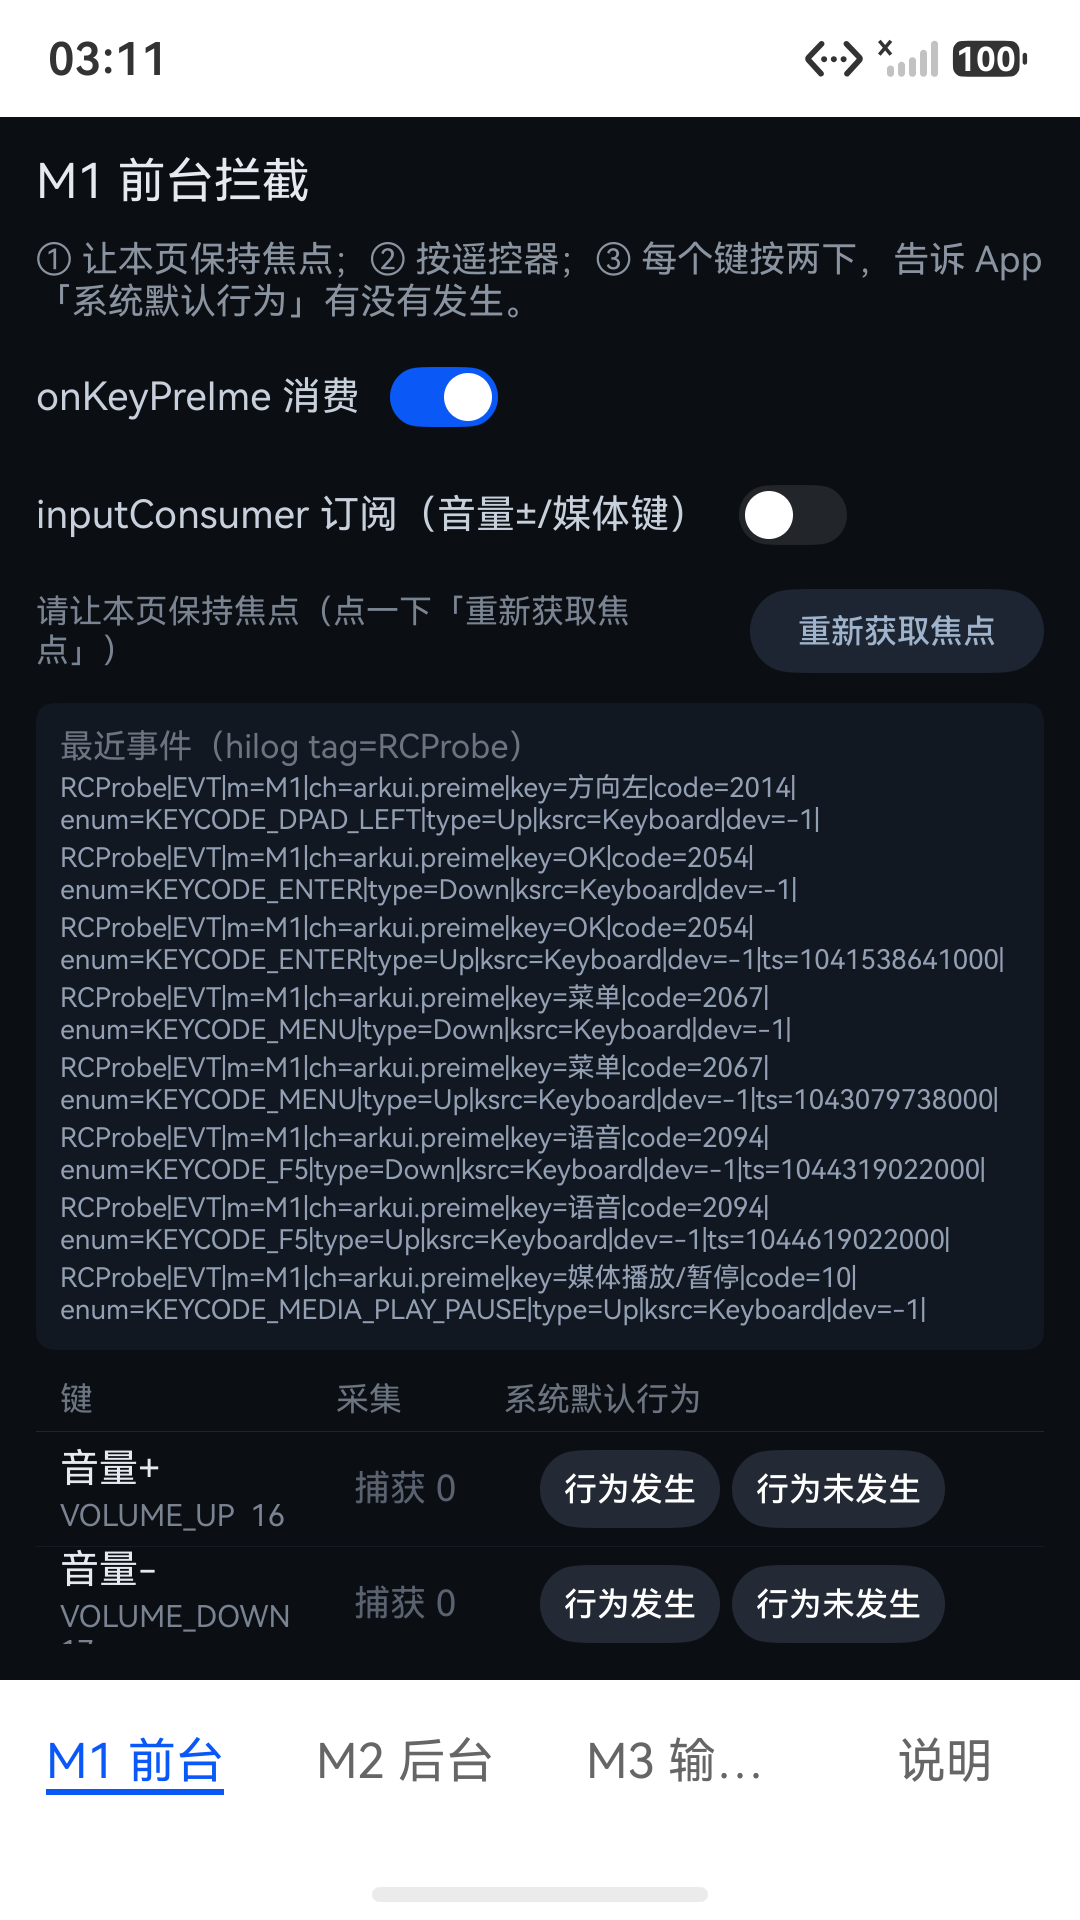 03:11
100
M1 前台拦截
① 让本页保持焦点；② 按遥控器；③ 每个键按两下，告诉 App
「系统默认行为」有没有发生。
onKeyPreIme 消费
inputConsumer 订阅（音量±/媒体键）
请让本页保持焦点（点一下「重新获取焦
点」）
重新获取焦点
最近事件（hilog tag=RCProbe）
RCProbe|EVT|m=M1|ch=arkui.preime|key=方向左|code=2014|
enum=KEYCODE_DPAD_LEFT|type=Up|ksrc=Keyboard|dev=-1|
RCProbe|EVT|m=M1|ch=arkui.preime|key=OK|code=2054|
enum=KEYCODE_ENTER|type=Down|ksrc=Keyboard|dev=-1|
RCProbe|EVT|m=M1|ch=arkui.preime|key=OK|code=2054|
enum=KEYCODE_ENTER|type=Up|ksrc=Keyboard|dev=-1|ts=1041538641000|
RCProbe|EVT|m=M1|ch=arkui.preime|key=菜单|code=2067|
enum=KEYCODE_MENU|type=Down|ksrc=Keyboard|dev=-1|
RCProbe|EVT|m=M1|ch=arkui.preime|key=菜单|code=2067|
enum=KEYCODE_MENU|type=Up|ksrc=Keyboard|dev=-1|ts=1043079738000|
RCProbe|EVT|m=M1|ch=arkui.preime|key=语音|code=2094|
enum=KEYCODE_F5|type=Down|ksrc=Keyboard|dev=-1|ts=1044319022000|
RCProbe|EVT|m=M1|ch=arkui.preime|key=语音|code=2094|
enum=KEYCODE_F5|type=Up|ksrc=Keyboard|dev=-1|ts=1044619022000|
RCProbe|EVT|m=M1|ch=arkui.preime|key=媒体播放/暂停|code=10|
enum=KEYCODE_MEDIA_PLAY_PAUSE|type=Up|ksrc=Keyboard|dev=-1|
键 采集 系统默认行为
音量+
VOLUME_UP 16
捕获 0 行为发生 行为未发生
音量-
VOLUME_DOWN
捕获 0 行为发生 行为未发生
M1 前台 M2 后台 M3 输... 说明